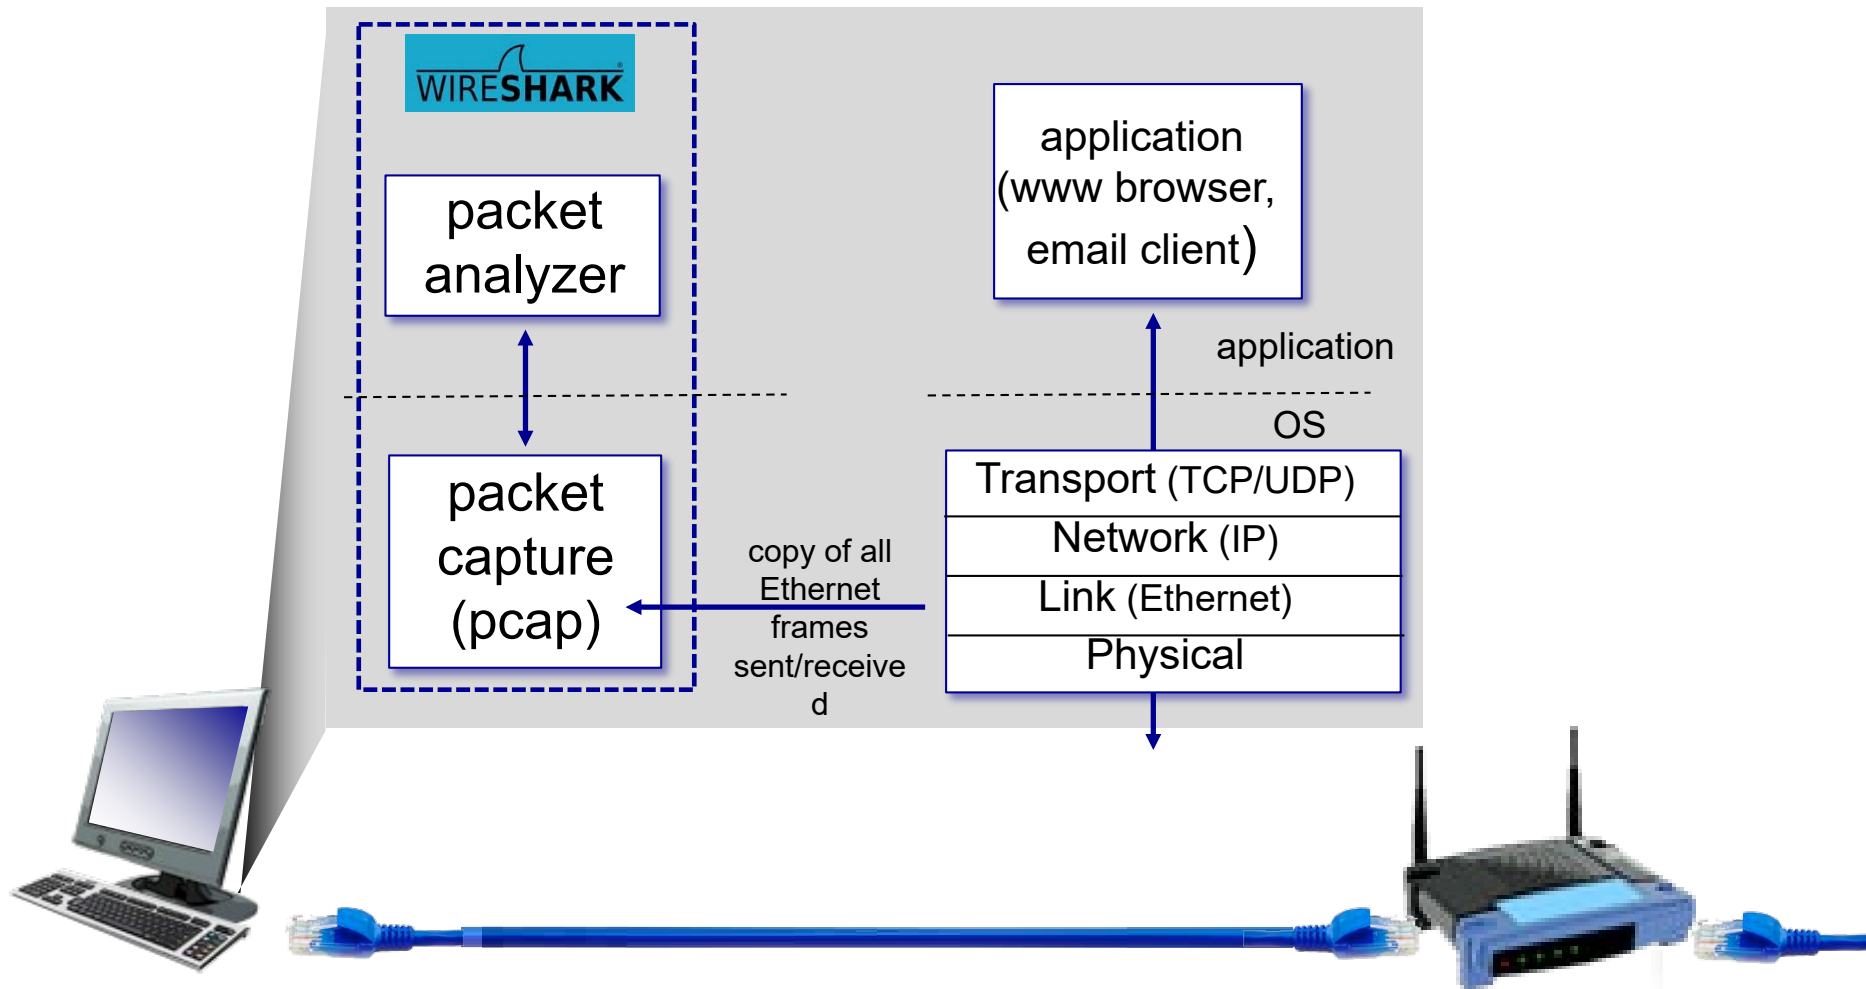 WIRESHARK
®
packet
analyzer
application
(www browser,
email client)
application
OS
packet
capture
(pcap)
copy of all
Ethernet
frames
sent/receive
d
Transport (TCP/UDP)
Network (IP)
Link (Ethernet)
Physical